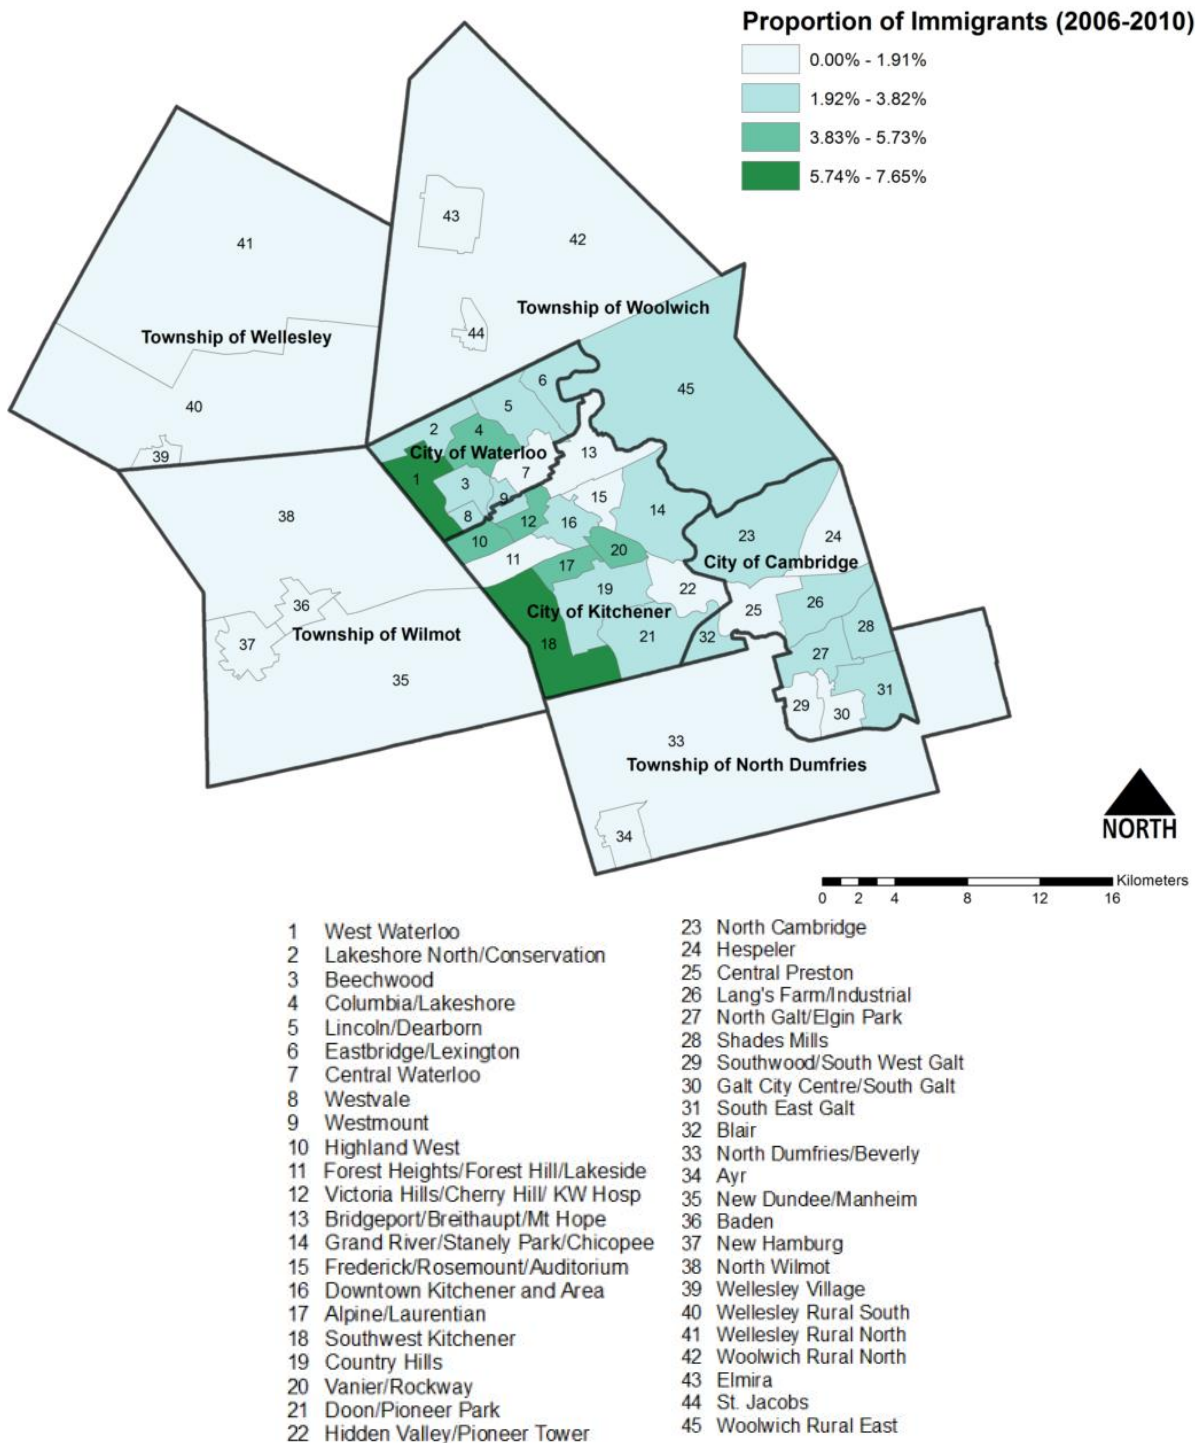 Proportion of Immigrants (2006-2010)
0.00% - 1.91%
1.92% - 3.82%
3.83% - 5.73%
5.74% - 7.65%
43
41
42
Township of Woolwich
44
Township of Wellesley
6
45
40
5
2
4
City of Waterloo
13
39
7
1
3
9
15
14
38
8
12
16
23
24
10
20
11
17
City of Cambridge
19
22
36
26
City of Kitchener
25
28
Township of Wilmot
21
32
37
18
27
35
31
29
30
33
Township of North Dumfries
34
NORTH
Kilometers
0 2 4 8 12 16
1 West Waterloo
2 Lakeshore North/Conservation
3 Beechwood
4 Columbia/Lakeshore
5 Lincoln/Dearborn
6 Eastbridge/Lexington
7 Central Waterloo
8 Westvale
9 Westmount
10 Highland West
11 Forest Heights/Forest Hill/Lakeside
12 Victoria Hills/Cherry Hill/ KW Hosp
13 Bridgeport/Breithaupt/Mt Hope
14 Grand River/Stanely Park/Chicopee
15 Frederick/Rosemount/Auditorium
16 Downtown Kitchener and Area
17 Alpine/Laurentian
18 Southwest Kitchener
19 Country Hills
20 Vanier/Rockway
21 Doon/Pioneer Park
22 Hidden Valley/Pioneer Tower
23 North Cambridge
24 Hespeler
25 Central Preston
26 Lang's Farm/Industrial
27 North Galt/Elgin Park
28 Shades Mills
29 Southwood/South West Galt
30 Galt City Centre/South Galt
31 South East Galt
32 Blair
33 North Dumfries/Beverly
34 Ayr
35 New Dundee/Manheim
36 Baden
37 New Hamburg
38 North Wilmot
39 Wellesley Village
40 Wellesley Rural South
41 Wellesley Rural North
42 Woolwich Rural North
43 Elmira
44 St. Jacobs
45 Woolwich Rural East